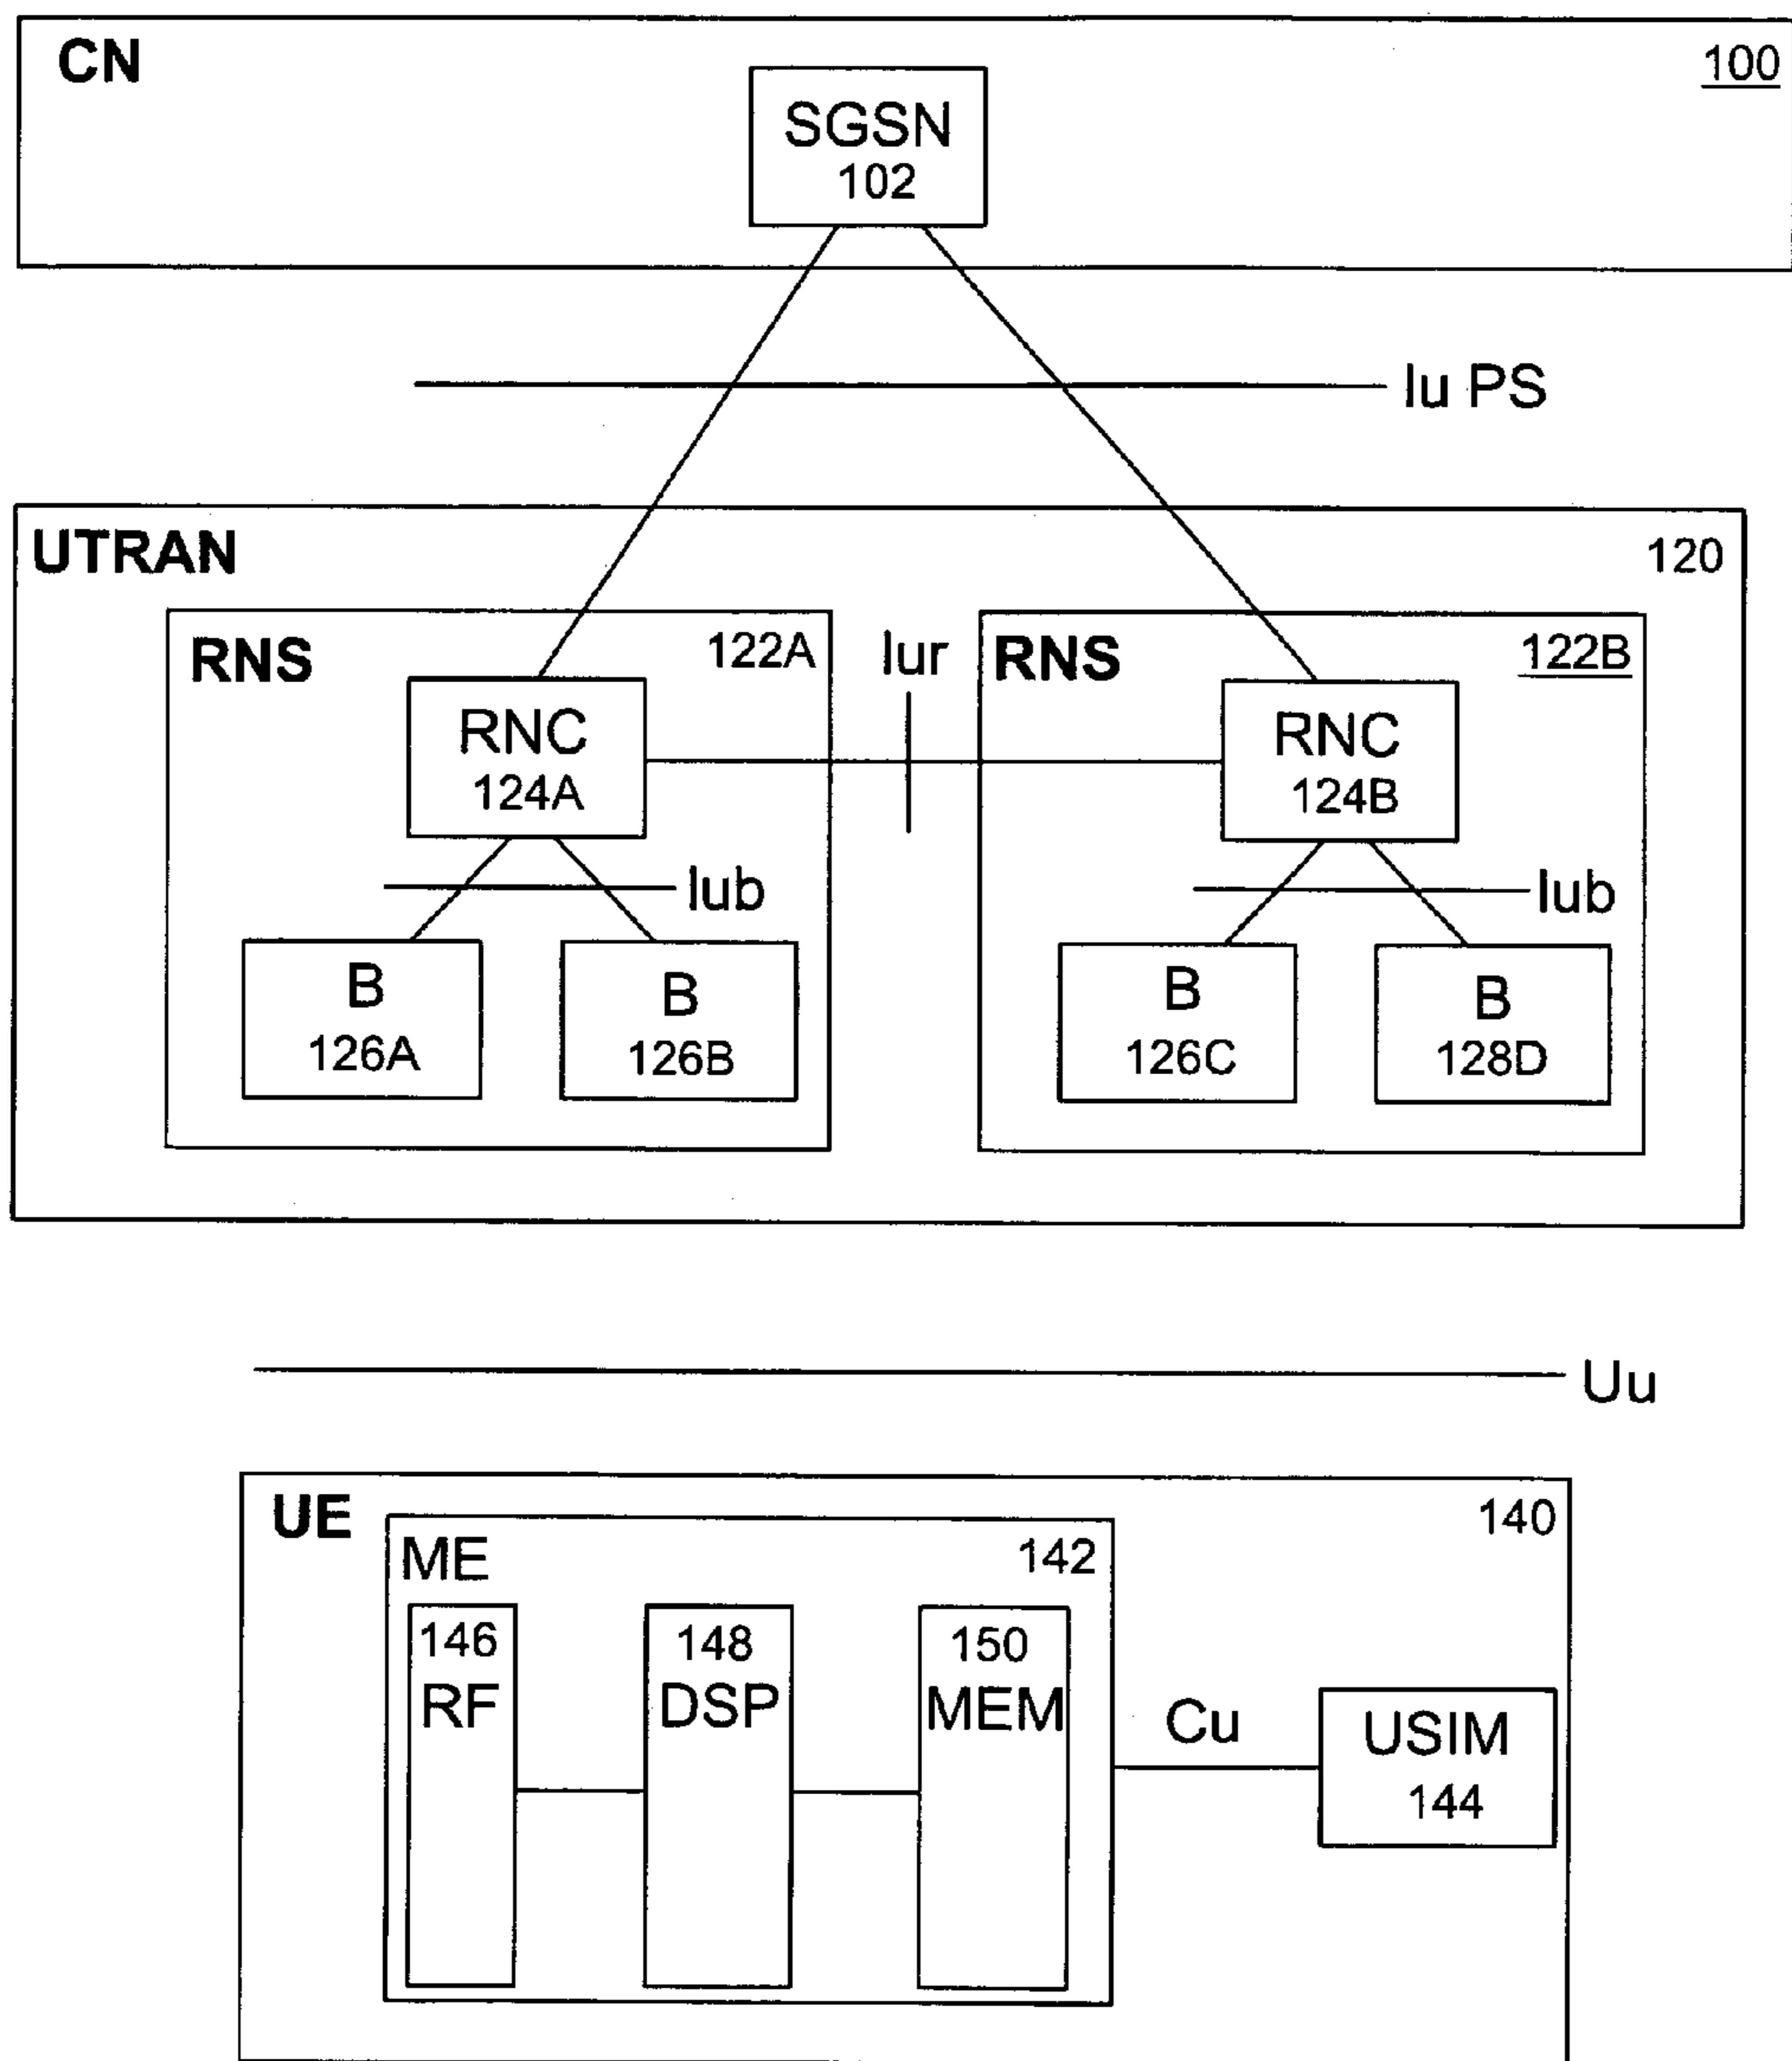 CN
100
SGSN
102
Iu PS
UTRAN
120
RNS
122A
Iur
RNS
122B
RNC
124A
RNC
124B
Iub
Iub
B
126A
B
126B
B
126C
B
128D
Uu
UE
140
ME
142
146
RF
148
DSP
150
MEM
Cu
USIM
144